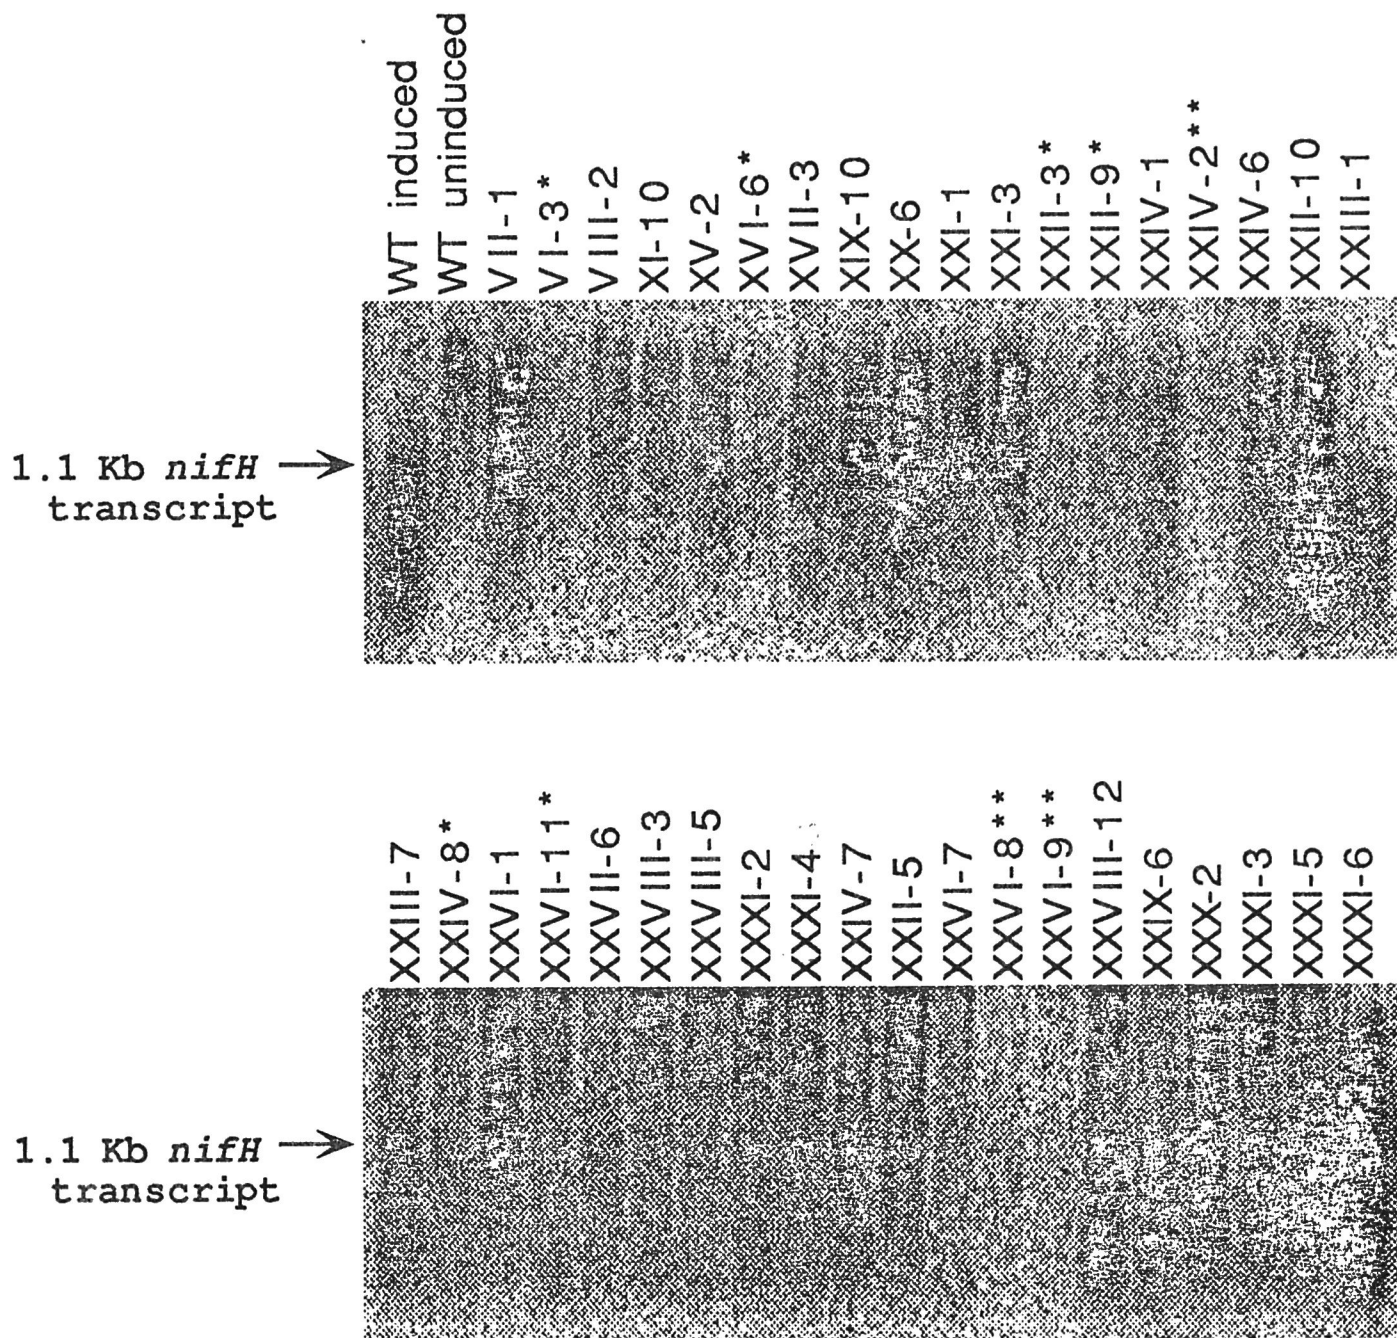 WT induced
WT uninduced
VII-1
VI-3*
VIII-2
XI-10
XV-2
XVI-6*
XVII-3
XIX-10
XX-6
XXI-1
XXI-3
XXII-3*
XXII-9*
XXIV-1
XXIV-2**
XXIV-6
XXII-10
XXIII-1
1.1 Kb nifH
transcript
XXIII-7
XXIV-8*
XXVI-1
XXVI-11*
XXVII-6
XXVIII-3
XXVIII-5
XXXI-2
XXXI-4
XXIV-7
XXII-5
XXVI-7
XXVI-8**
XXVI-9**
XXVIII-12
XXIX-6
XXX-2
XXXI-3
XXXI-5
XXXI-6
1.1 Kb nifH
transcript